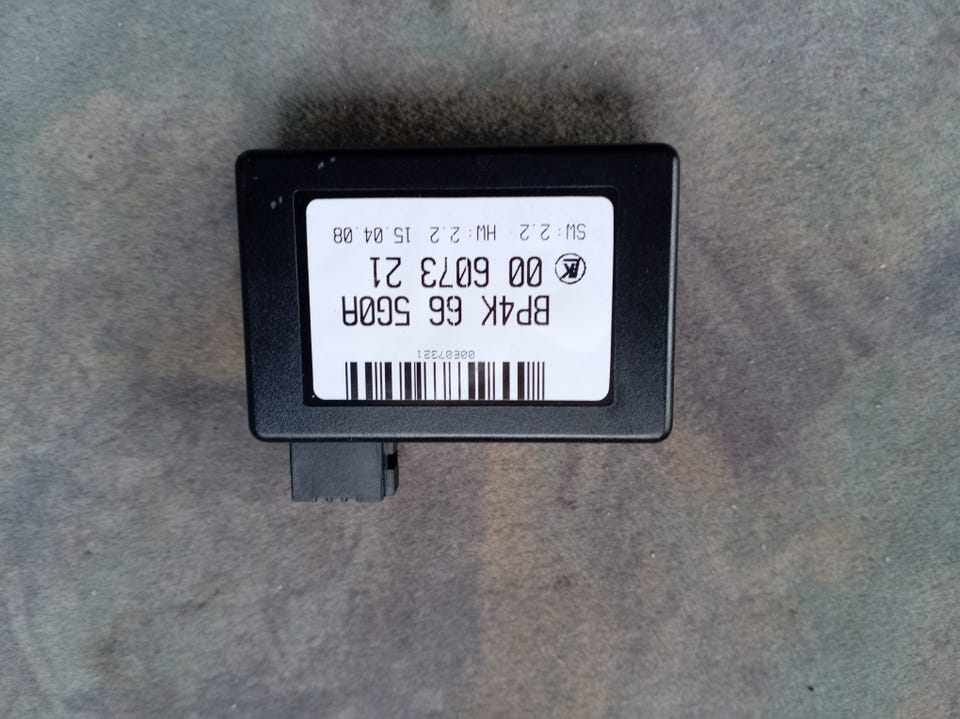 00607321
BP4K 66 5G0A
00 6073 21
SW:2.2 HW:2.2 15.04.08